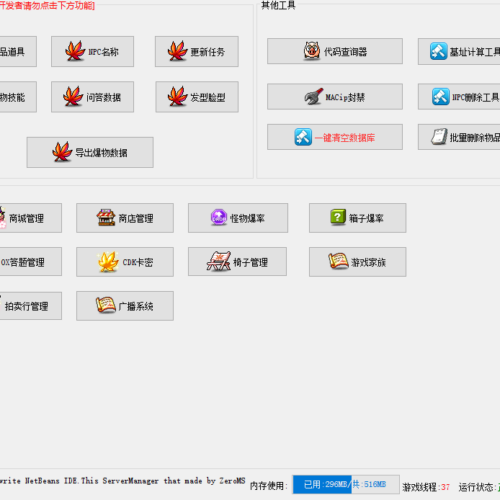 开发者请勿点击下方功能]
其他工具
品道具
NPC名称
更新任务
代码查询器
基址计算工具
物技能
问答数据
发型脸型
MACip封禁
NPC删除工具
导出爆物数据
一键清空数据库
批量删除物品
商城管理
商店管理
怪物爆率
箱子爆率
OX答题管理
CDK卡密
椅子管理
游戏家族
拍卖行管理
广播系统
write NetBeans IDE.This ServerManager that made by ZeroMS
内存使用:
已用:296MB/共:516MB
游戏线程:37
运行状态: